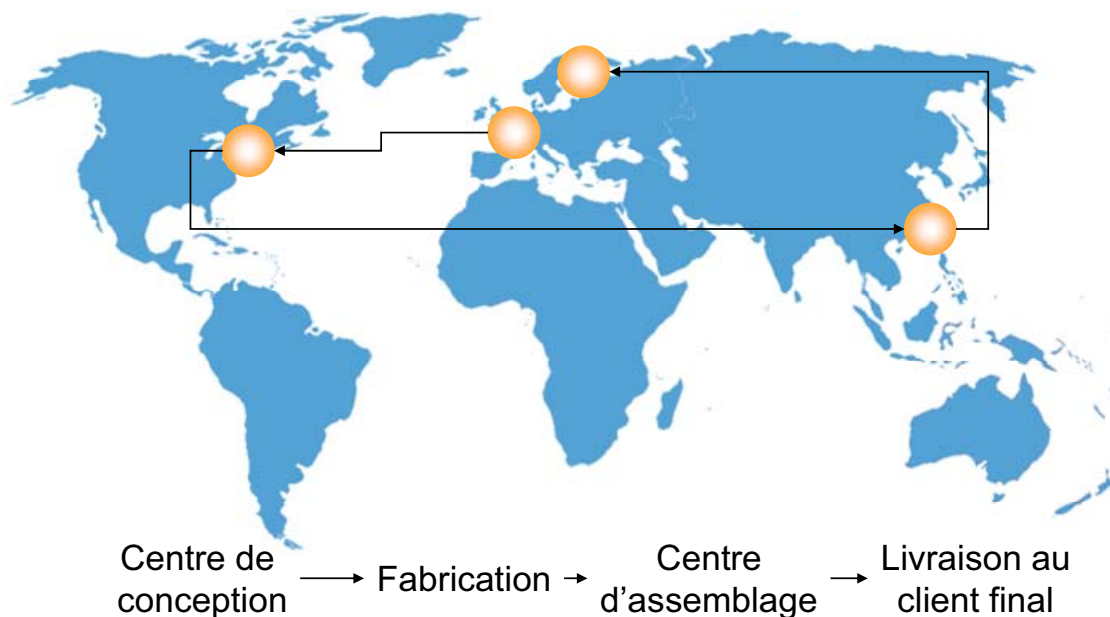 Centre de
conception
Fabrication
Centre
d’assemblage
Livraison au
client final